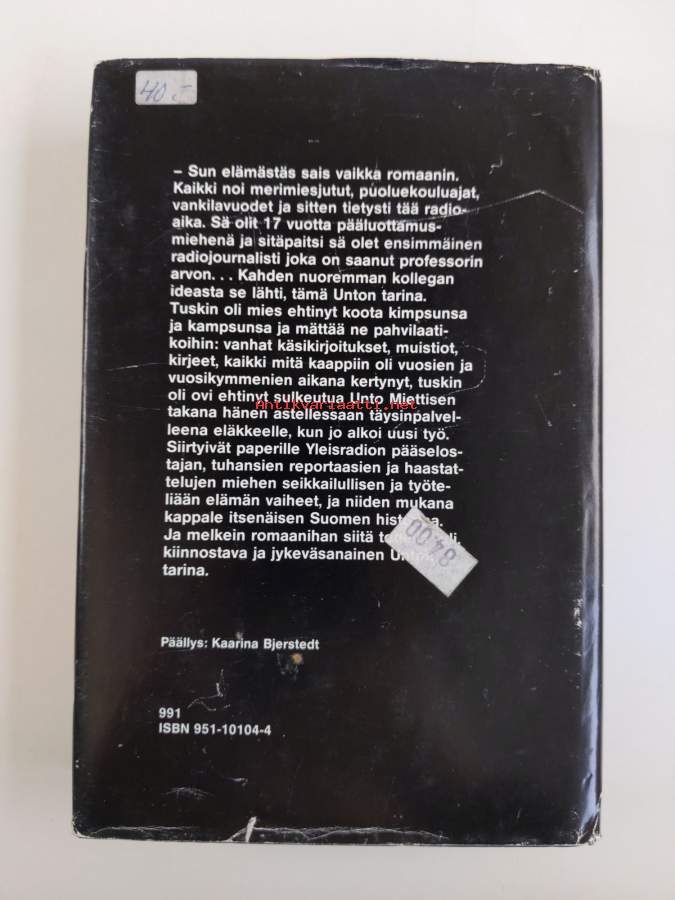 40.-
– Sun elämästäs sais vaikka romaanin.
Kaikki noi merimiesjutut, puoluekouluajat,
vankilavuodet ja sitten tietysti tää radio-
aika. Sä olit 17 vuotta pääluottamus-
miehenä ja sitäpaitsi sä olet ensimmäinen
radiojournalisti joka on saanut professorin
arvon... Kahden nuoremman kollegan
ideasta se lähti, tämä Unton tarina.
Tuskin oli mies ehtinyt koota kimpsunsa
ja kampsunsa ja mättää ne pahvilaati-
koihin: vanhat käsikirjoitukset, muistiot,
kirjeet, kaikki mitä kaappiin oli vuosien ja
vuosikymmenien aikana kertynyt, tuskin
oli ovi ehtinyt sulkeutua Unto Miettisen
Antikvariaatti.net
takana hänen astellessaan täysinpalvel-
leena eläkkeelle, kun jo alkoi uusi työ.
Siirtyivät paperille Yleisradion pääselos-
tajan, tuhansien reportaasien ja haastat-
telujen miehen seikkailullisen ja työte-
liään elämän vaiheet, ja niiden mukana
kappale itsenäisen Suomen
Ja melkein romaanihan siitä
kiinnostava ja jykeväsanainen
tarina.
84.00
Päällys: Kaarina Bjerstedt
991
ISBN 951-10104-4